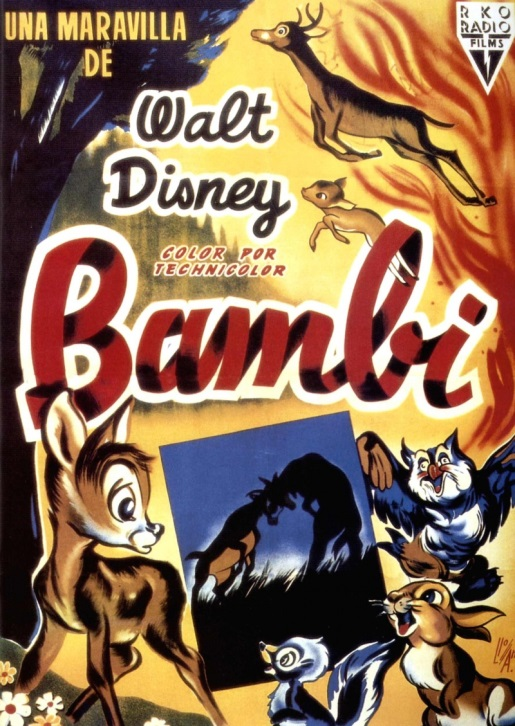 UNA MARAVILLA
DE
Walt
Disney
COLOR POR
TECHNICOLOR
Bambi
RKO
RADIO
FILMS